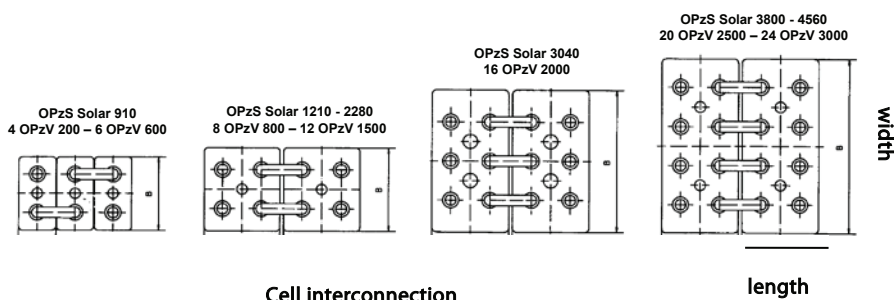 OPzS Solar 910
4 OPzV 200 – 6 OPzV 600
B
OPzS Solar 1210 - 2280
8 OPzV 800 – 12 OPzV 1500
B
OPzS Solar 3040
16 OPzV 2000
B
OPzS Solar 3800 - 4560
20 OPzV 2500 – 24 OPzV 3000
B
width
length
Cell interconnection